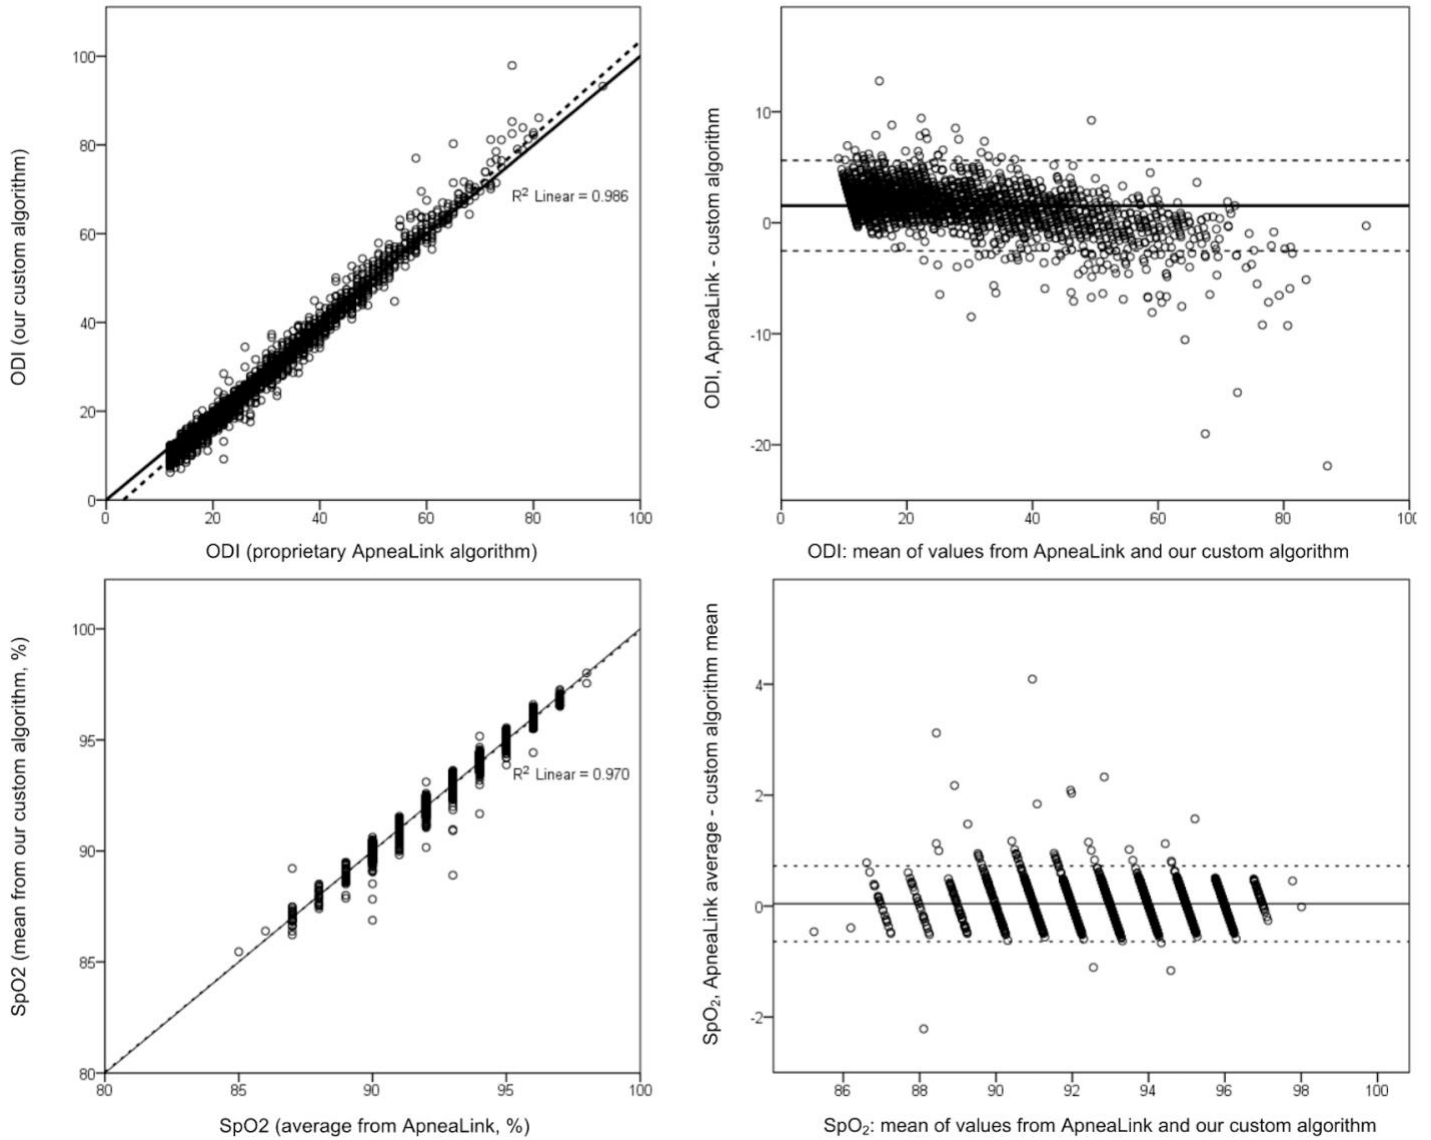 ODI (our custom algorithm)
100
80
60
40
20
0
R² Linear = 0.986
0 20 40 60 80 100
ODI (proprietary ApneaLink algorithm)
ODI, ApneaLink - custom algorithm
10
0
-10
-20
0 20 40 60 80 100
ODI: mean of values from ApneaLink and our custom algorithm
SpO2 (mean from our custom algorithm, %)
100
95
90
85
80
R² Linear = 0.970
80 85 90 95 100
SpO2 (average from ApneaLink, %)
SpO₂, ApneaLink average - custom algorithm mean
4
2
0
-2
86 88 90 92 94 96 98 100
SpO₂: mean of values from ApneaLink and our custom algorithm